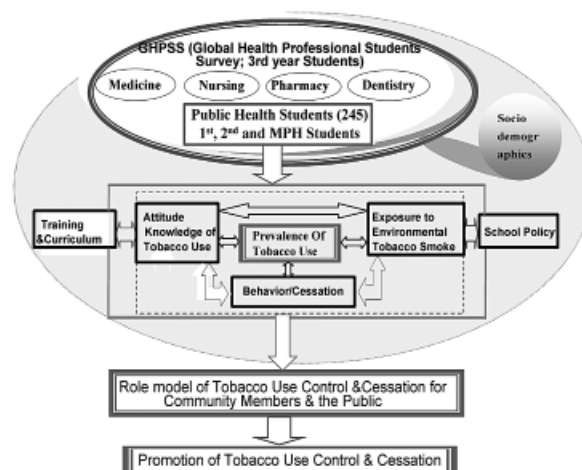 GHPSS (Global Health Professional Students
Survey; 3rd year Students)
Medicine
Nursing
Pharmacy
Dentistry
Public Health Students (245)
1st, 2nd and MPH Students
Socio
demogr
aphics
Training
&Curriculum
Attitude
Knowledge of
Tobacco Use
Prevalence Of
Tobacco Use
Exposure to
Environmental
Tobacco Smoke
School Policy
Behavior/Cessation
Role model of Tobacco Use Control &Cessation for
Community Members & the Public
Promotion of Tobacco Use Control & Cessation